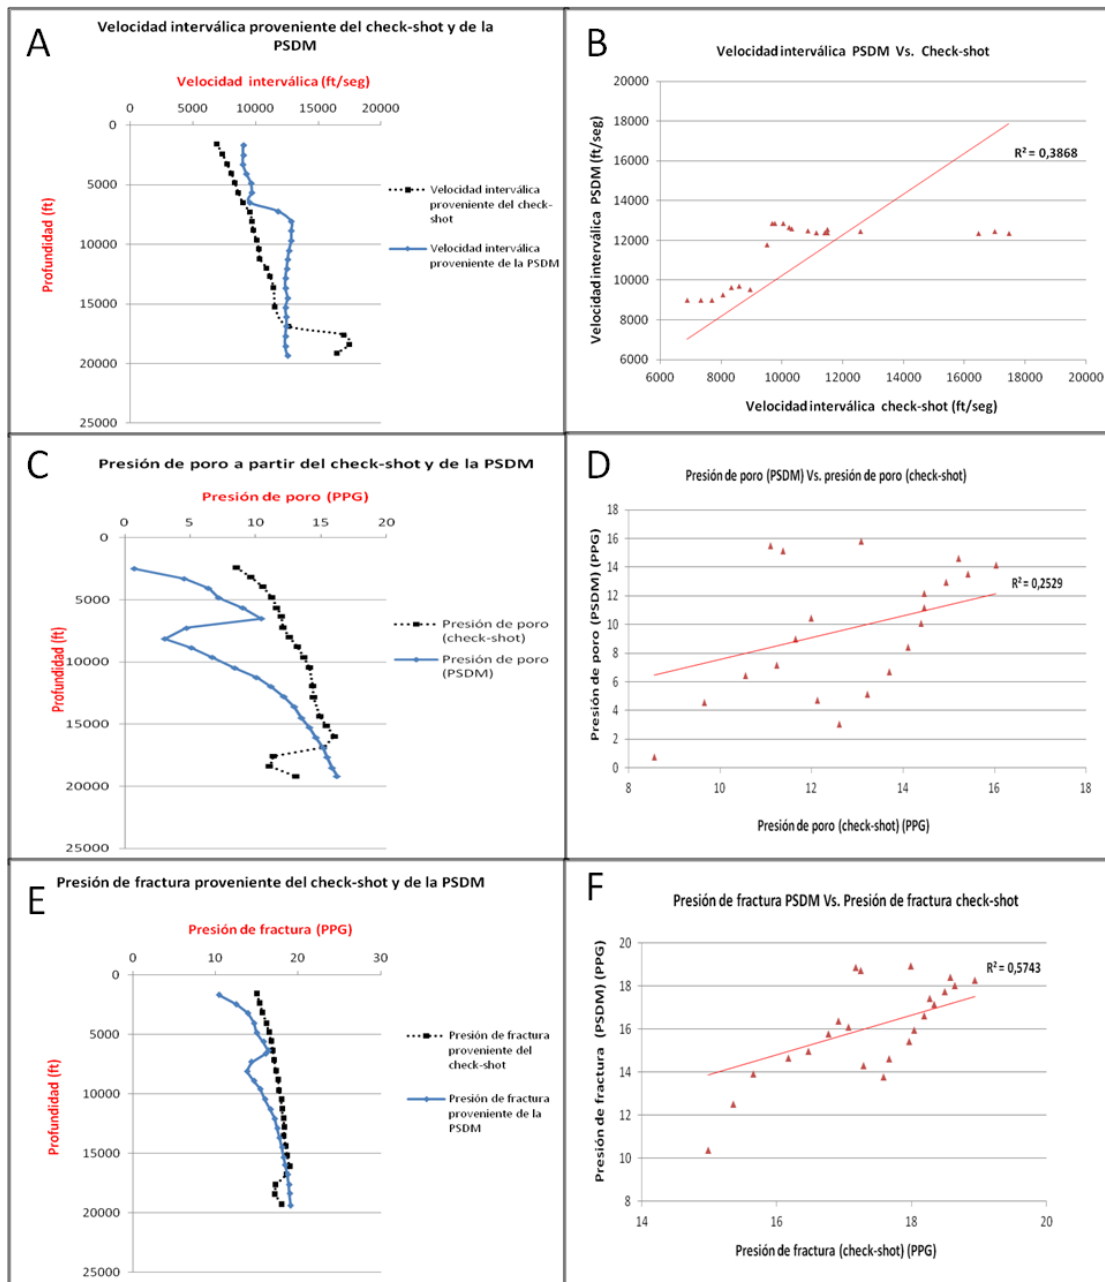 A
Velocidad interválica proveniente del check-shot y de la
PSDM
Velocidad interválica (ft/seg)
0 5000 10000 15000 20000
0
5000
10000
15000
20000
25000
Profundidad (ft)
Velocidad interválica
proveniente del check-
shot
Velocidad interválica
proveniente de la PSDM
B
Velocidad interválica PSDM Vs. Check-shot
20000
18000
16000
14000
12000
10000
8000
6000
Velocidad interválica PSDM (ft/seg)
R² = 0,3868
6000 8000 10000 12000 14000 16000 18000 20000
Velocidad interválica check-shot (ft/seg)
C
Presión de poro a partir del check-shot y de la PSDM
Presión de poro (PPG)
0 5 10 15 20
0
5000
10000
15000
20000
25000
Profundidad (ft)
Presión de poro
(check-shot)
Presión de poro
(PSDM)
D
Presión de poro (PSDM) Vs. presión de poro (check-shot)
16
18
14
12
10
8
6
4
2
0
Presión de poro (PSDM) (PPG)
R² = 0,2529
8 10 12 14 16 18
Presión de poro (check-shot) (PPG)
E
Presión de fractura proveniente del check-shot y de la PSDM
Presión de fractura (PPG)
0 10 20 30
0
5000
10000
15000
20000
25000
Profundidad (ft)
Presión de fractura
proveniente del
check-shot
Presión de fractura
proveniente de la
PSDM
F
Presión de fractura PSDM Vs. Presión de fractura check-shot
20
18
16
14
12
10
8
Presión de fractura (PSDM) (PPG)
R² = 0,5743
14 16 18 20
Presión de fractura (check-shot) (PPG)